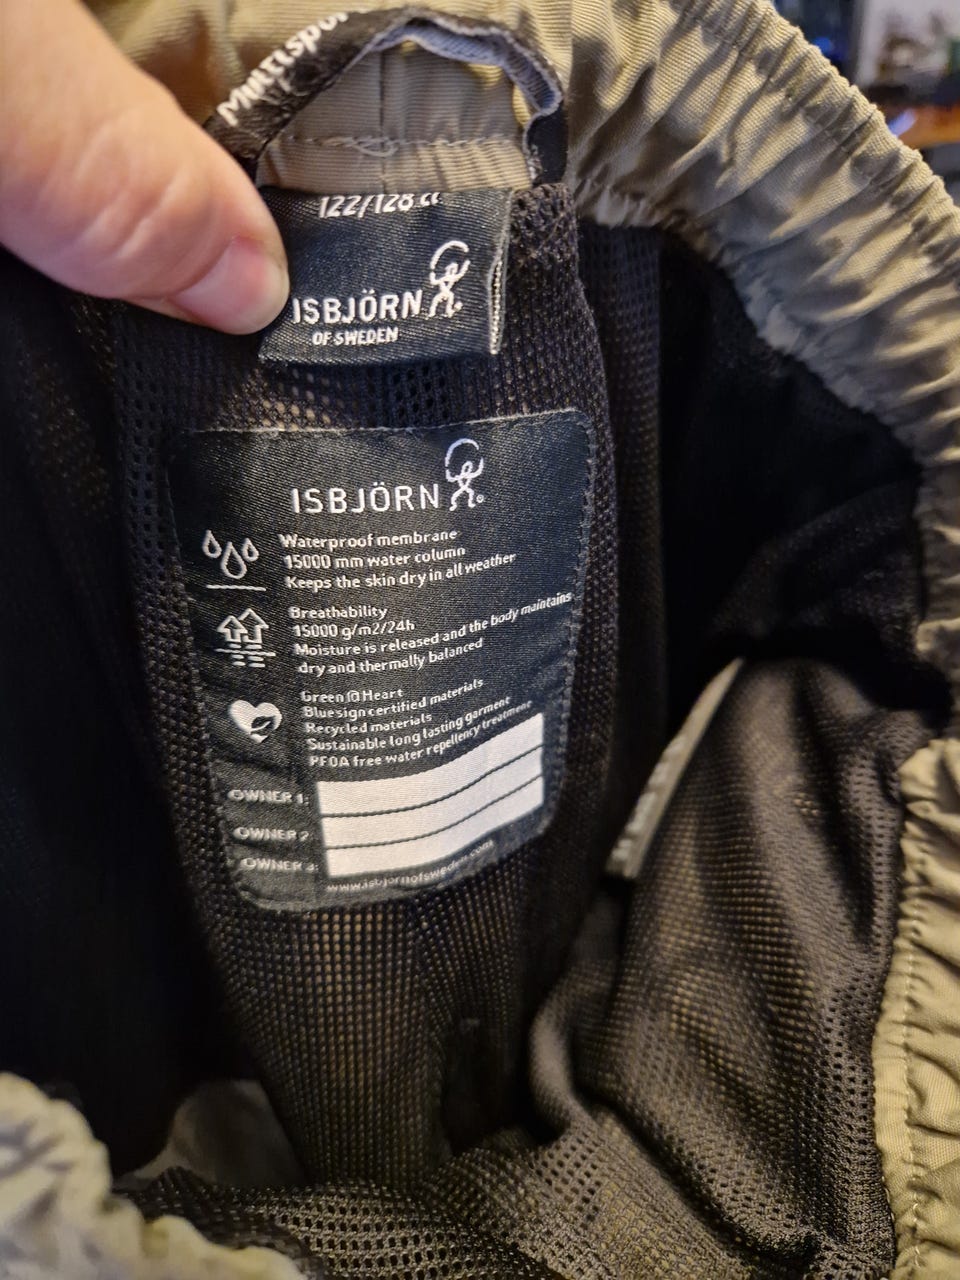 122/128
ISBJÖRN
OF SWEDEN
ISBJÖRN
Waterproof membrane
15000 mm water column
Keeps the skin dry in all weather
Breathability
15000 g/m2/24h
Moisture is released and the body maintains
dry and thermally balanced
Green @ Heart
Bluesign certified materials
Recycled materials
Sustainable long lasting garment
PFOA free water repellency treatment
OWNER 1:
OWNER 2:
OWNER 3:
www.isbjornofsweden.com